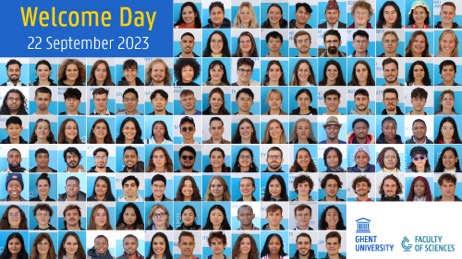 Welcome Day
22 September 2023
GHENT
UNIVERSITY
FACULTY
OF SCIENCES